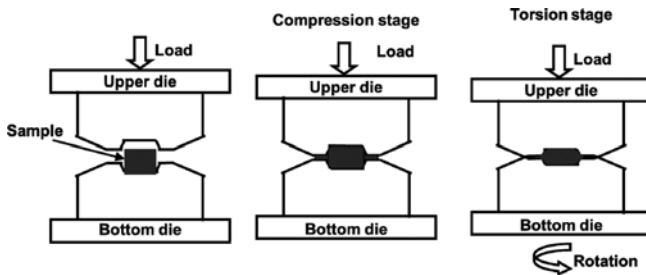 Compression stage
Torsion stage
Load
Load
Load
Upper die
Upper die
Upper die
Sample
Bottom die
Bottom die
Bottom die
Rotation